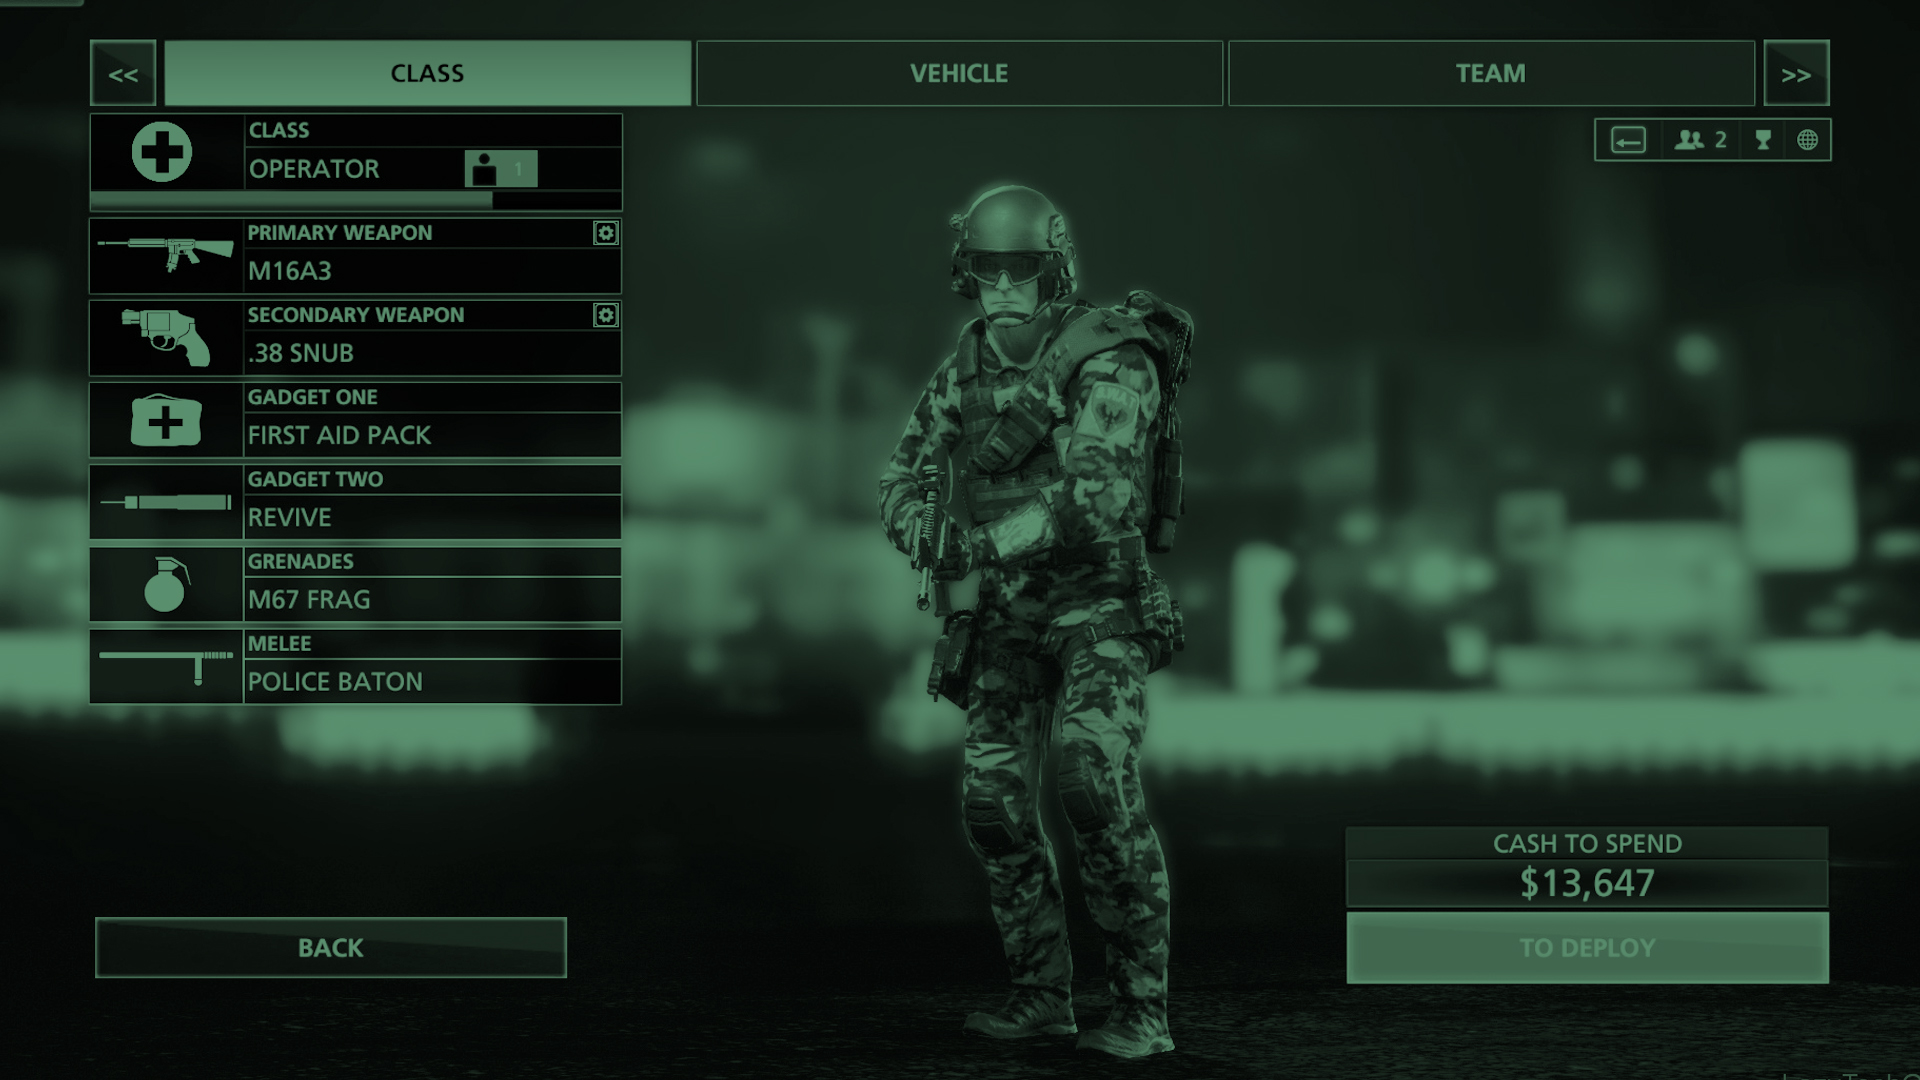 << CLASS VEHICLE TEAM >>
CLASS
OPERATOR 1
2
PRIMARY WEAPON
M16A3
SECONDARY WEAPON
.38 SNUB
GADGET ONE
FIRST AID PACK
GADGET TWO
REVIVE
GRENADES
M67 FRAG
MELEE
POLICE BATON
SWAT
CASH TO SPEND
$13,647
BACK
TO DEPLOY